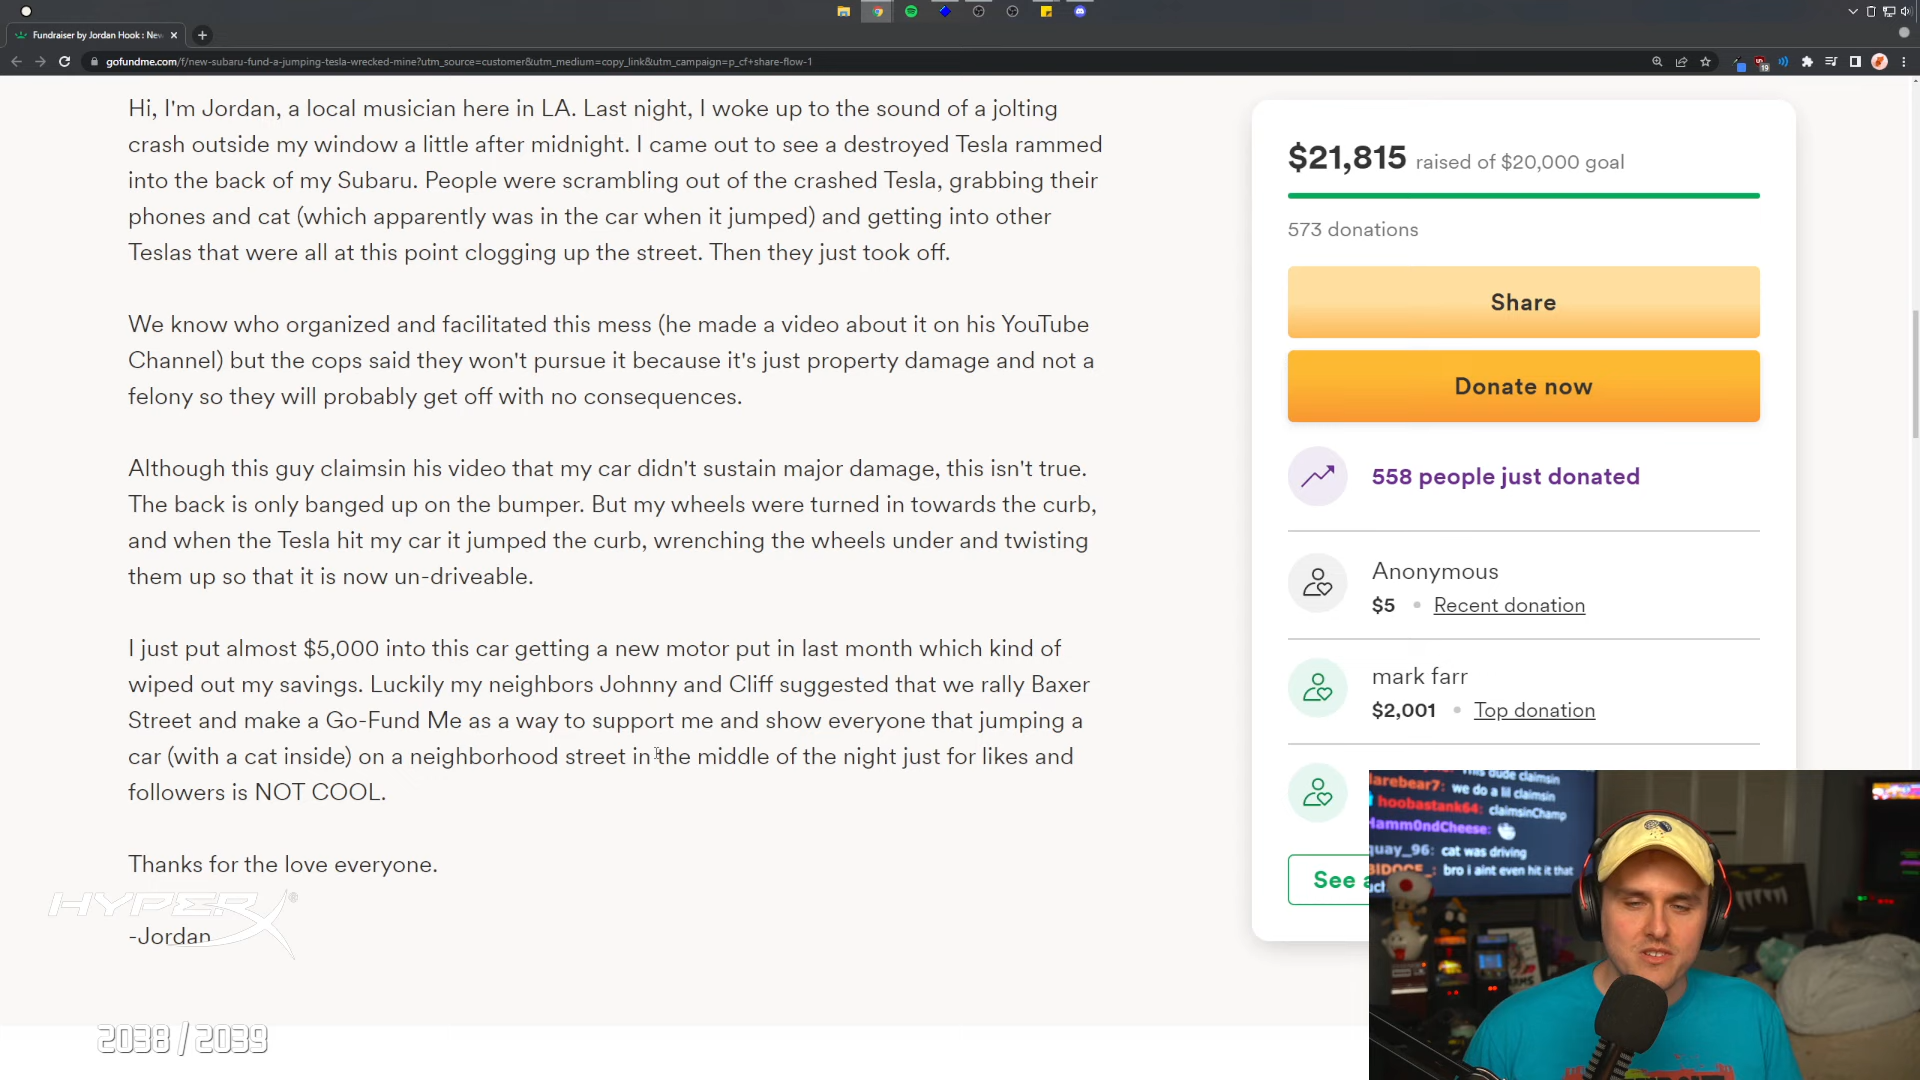 Fundraiser by Jordan Hook : New
gofundme.com/f/new-subaru-fund-a-jumping-tesla-wrecked-mine?utm_source=customer&utm_medium=copy_link&utm_campaign=p_cf+share-flow-1
19
Hi, I'm Jordan, a local musician here in LA. Last night, I woke up to the sound of a jolting
crash outside my window a little after midnight. I came out to see a destroyed Tesla rammed
into the back of my Subaru. People were scrambling out of the crashed Tesla, grabbing their
phones and cat (which apparently was in the car when it jumped) and getting into other
Teslas that were all at this point clogging up the street. Then they just took off.
We know who organized and facilitated this mess (he made a video about it on his YouTube
Channel) but the cops said they won't pursue it because it's just property damage and not a
felony so they will probably get off with no consequences.
Although this guy claimsin his video that my car didn't sustain major damage, this isn't true.
The back is only banged up on the bumper. But my wheels were turned in towards the curb,
and when the Tesla hit my car it jumped the curb, wrenching the wheels under and twisting
them up so that it is now un-driveable.
I just put almost $5,000 into this car getting a new motor put in last month which kind of
wiped out my savings. Luckily my neighbors Johnny and Cliff suggested that we rally Baxer
Street and make a Go-Fund Me as a way to support me and show everyone that jumping a
car (with a cat inside) on a neighborhood street in the middle of the night just for likes and
followers is NOT COOL.
Thanks for the love everyone.
-Jordan
HYPERX®
2038 / 2039
$21,815 raised of $20,000 goal
573 donations
Share
Donate now
558 people just donated
Anonymous
$5 • Recent donation
mark farr
$2,001 • Top donation
See
This dude claimsin
arebear7: we do a lil claimsin
hoobastank64: claimsinChamp
Hamm0ndCheese:
quay_96: cat was driving
bro i aint even hit it that